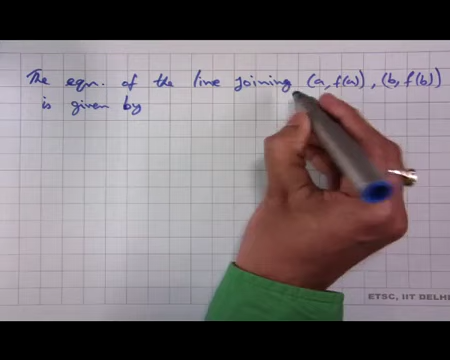 The eqn. of the line joining (a, f(a)), (b, f(b))
is given by
ETSC, IIT DELHI